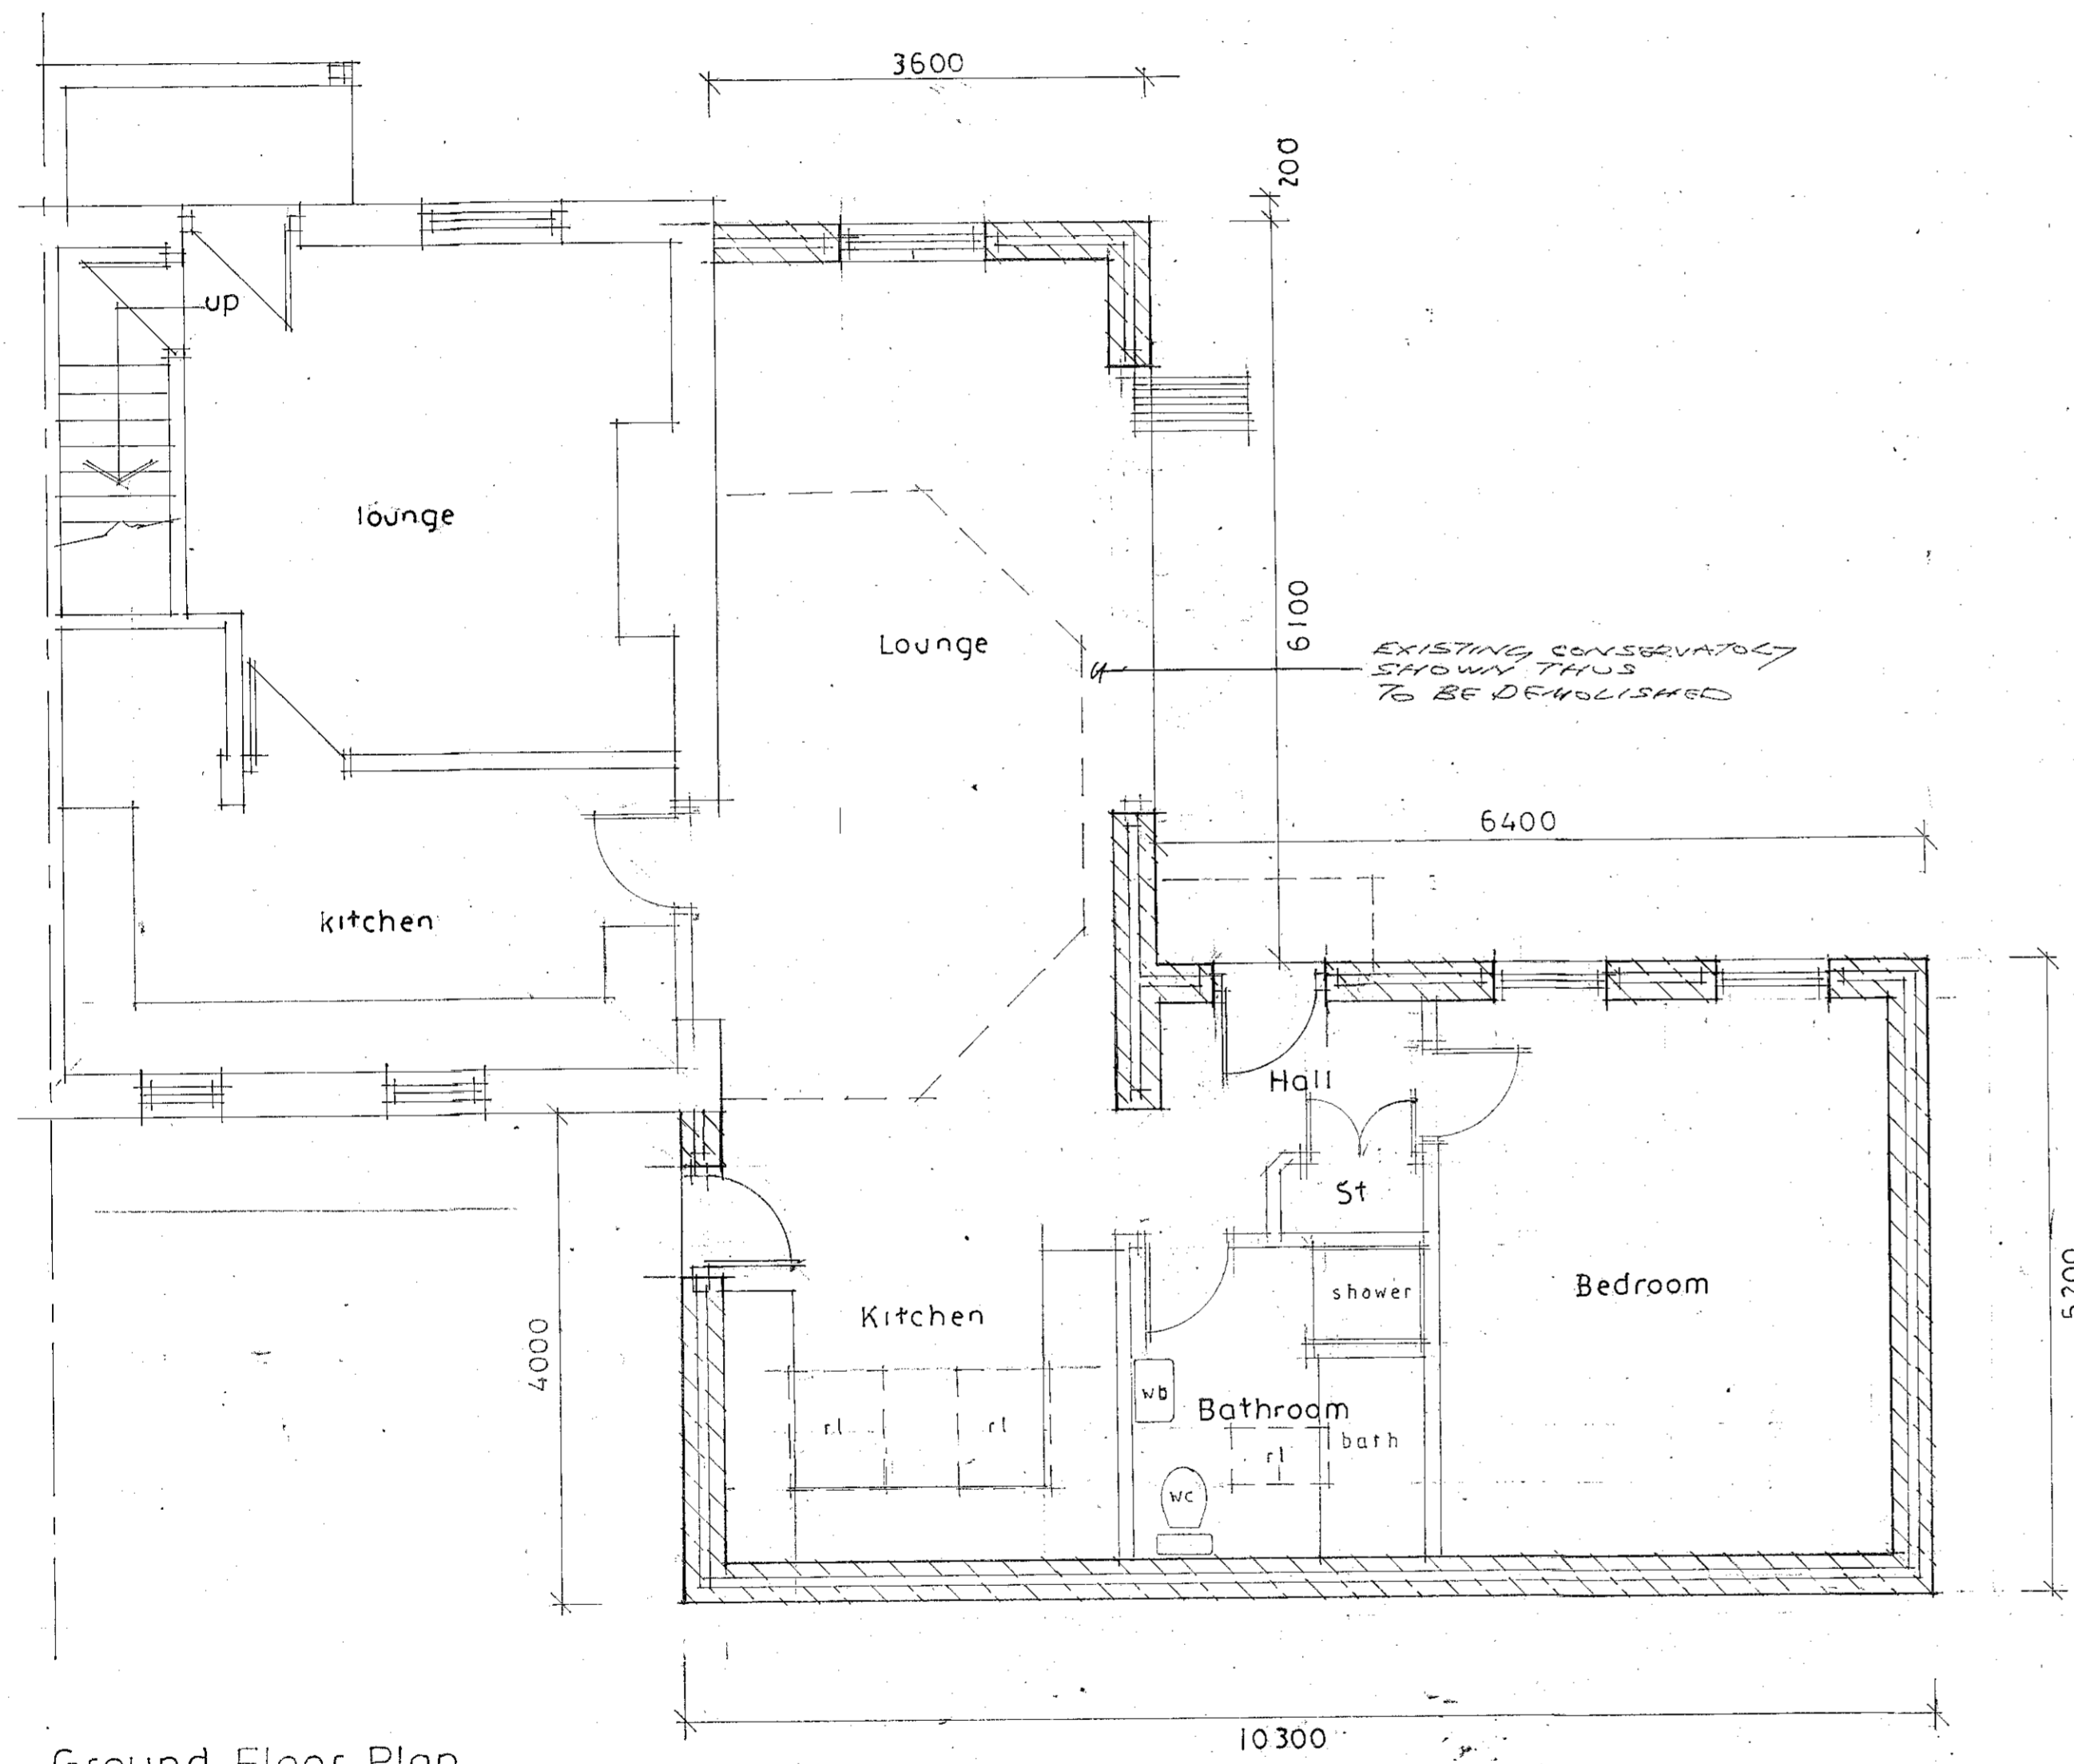 3600
200
up
lounge
6100
Lounge
EXISTING CONSERVATORY
SHOWN THUS
TO BE DEMOLISHED
6400
kitchen
Hall
St
shower
Bedroom
5200
Kitchen
4000
wb
Bathroom
rl
rl
bath
rl
wc
10300
Ground Floor Plan